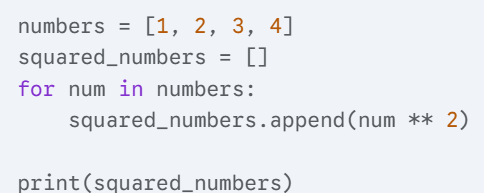 numbers = [1, 2, 3, 4]
squared_numbers = []
for num in numbers:
    squared_numbers.append(num ** 2)

print(squared_numbers)